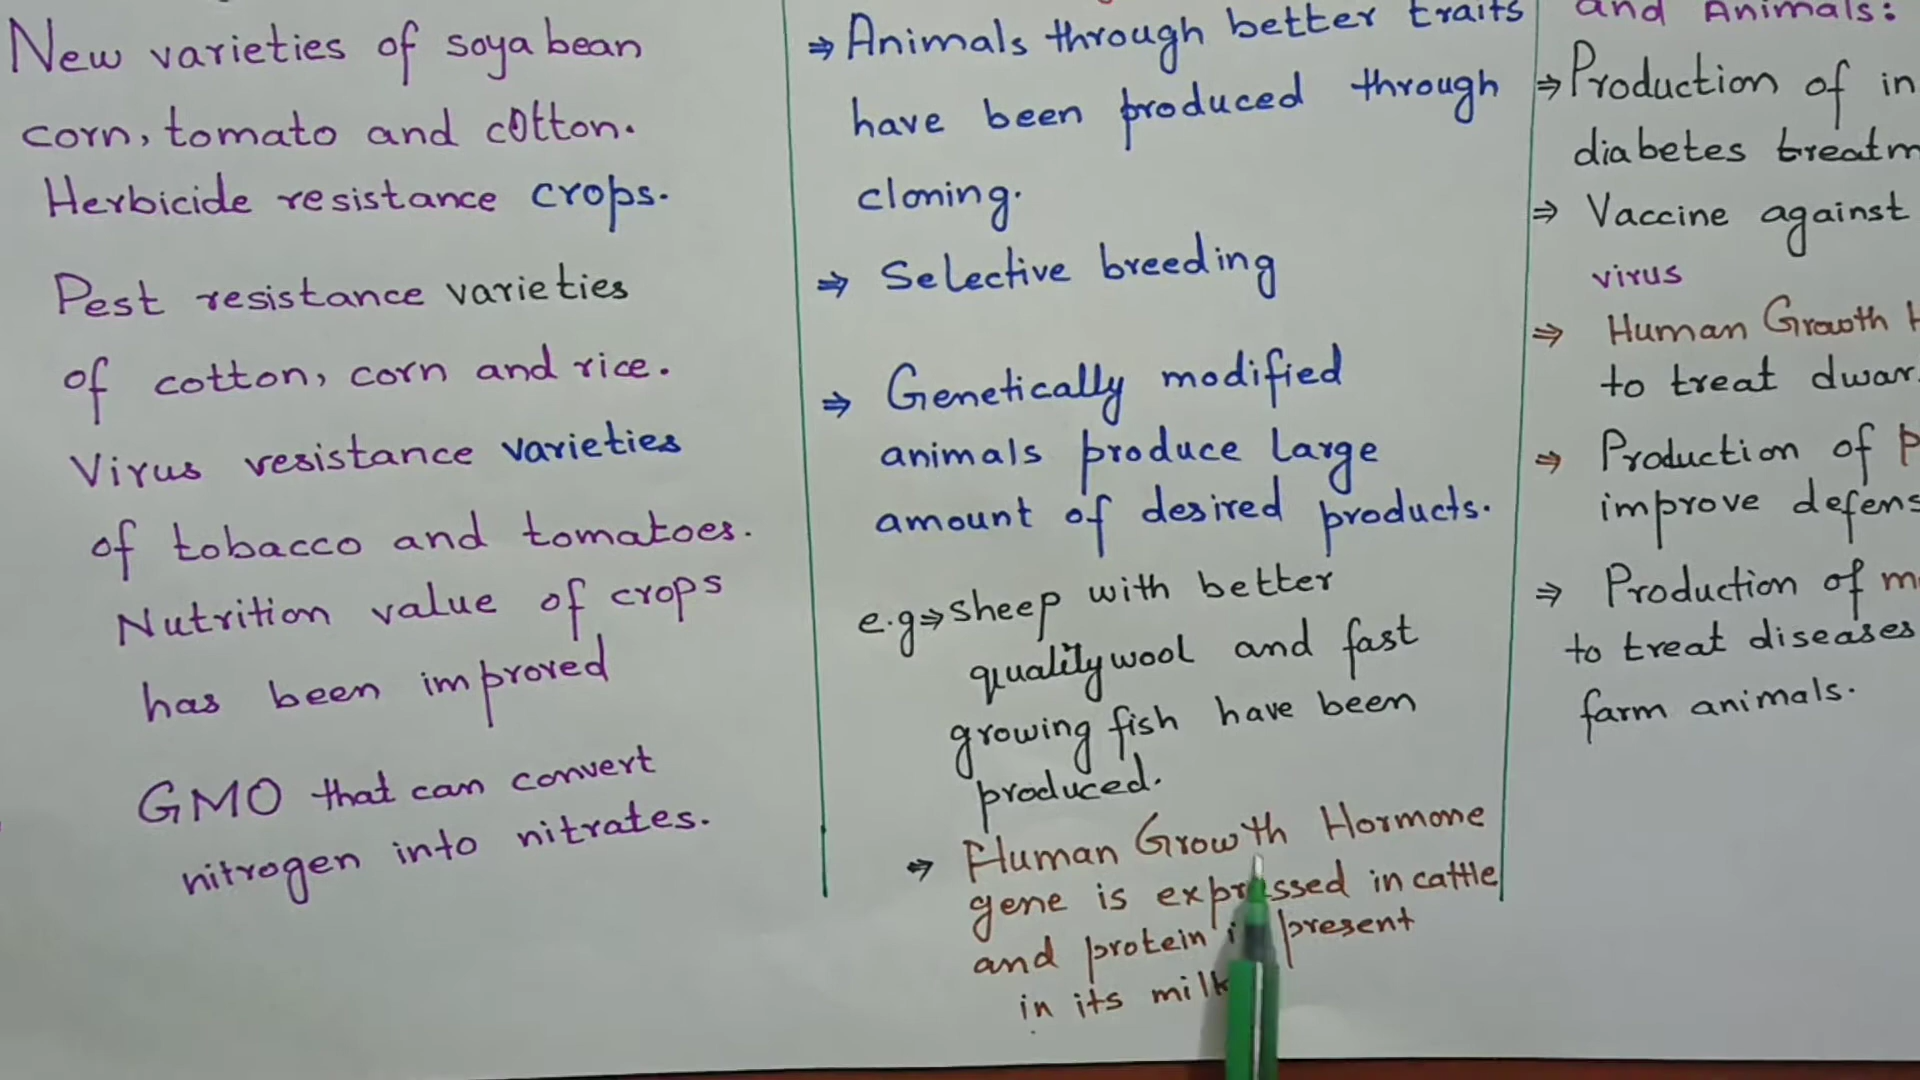 New varieties of soyabean
corn, tomato and cotton.
Herbicide resistance crops.
Pest resistance varieties
of cotton, corn and rice.
Virus resistance varieties
of tobacco and tomatoes.
Nutrition value of crops
has been improved
GMO that can convert
nitrogen into nitrates.
⇒ Animals through better traits
have been produced through
cloning.
⇒ Selective breeding
⇒ Genetically modified
animals produce large
amount of desired products.
e.g⇒ sheep with better
quality wool and fast
growing fish have been
produced.
⇒ Human Growth Hormone
gene is expressed in cattle
and protein present
in its milk
and Animals:
⇒ Production of in
diabetes treatm
⇒ Vaccine against
virus
⇒ Human Growth H
to treat dwar
⇒ Production of P
improve defens
⇒ Production of m
to treat diseases
farm animals.